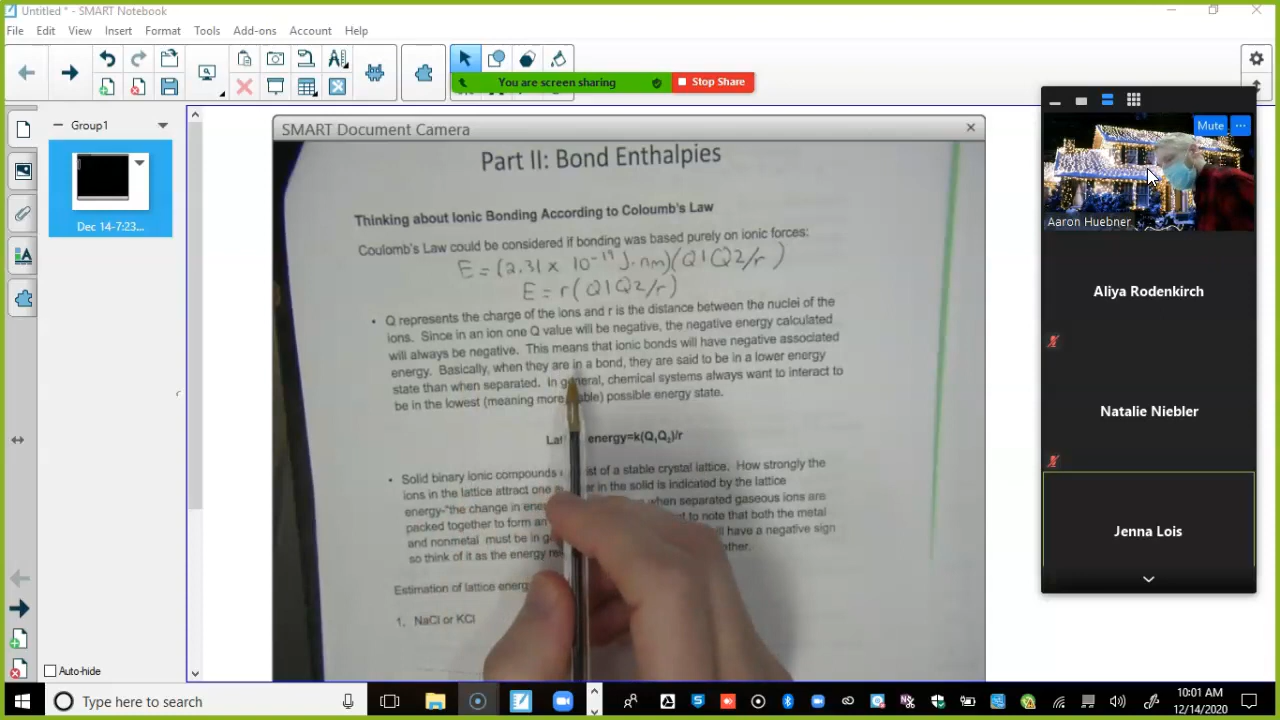 Untitled * - SMART Notebook
File Edit View Insert Format Tools Add-ons Account Help
You are screen sharing
Stop Share
Group1
Dec 14-7:23...
Auto-hide
SMART Document Camera
Part II: Bond Enthalpies
Thinking about Ionic Bonding According to Coloumb's Law
Coulomb's Law could be considered if bonding was based purely on ionic forces:
E = (2.31 x 10⁻¹⁹ J·nm)(Q1Q2/r)
E = r(Q1Q2/r)
• Q represents the charge of the ions and r is the distance between the nuclei of the
ions. Since in an ion one Q value will be negative, the negative energy calculated
will always be negative. This means that ionic bonds will have negative associated
energy. Basically, when they are in a bond, they are said to be in a lower energy
state than when separated. In general, chemical systems always want to interact to
be in the lowest (meaning more possible energy state.
energy=k(Q₁Q₂)/r
• Solid binary ionic compounds of a stable crystal lattice. How strongly the
ions in the lattice attract one in the solid is indicated by the lattice
energy-"the change in when separated gaseous ions are
packed together to form an to note that both the metal
and nonmetal must be in have a negative sign
so think of it as the energy
Estimation of lattice energy
1. NaCl or KCl
Mute
Aaron Huebner
Aliya Rodenkirch
Natalie Niebler
Jenna Lois
Type here to search
10:01 AM
12/14/2020